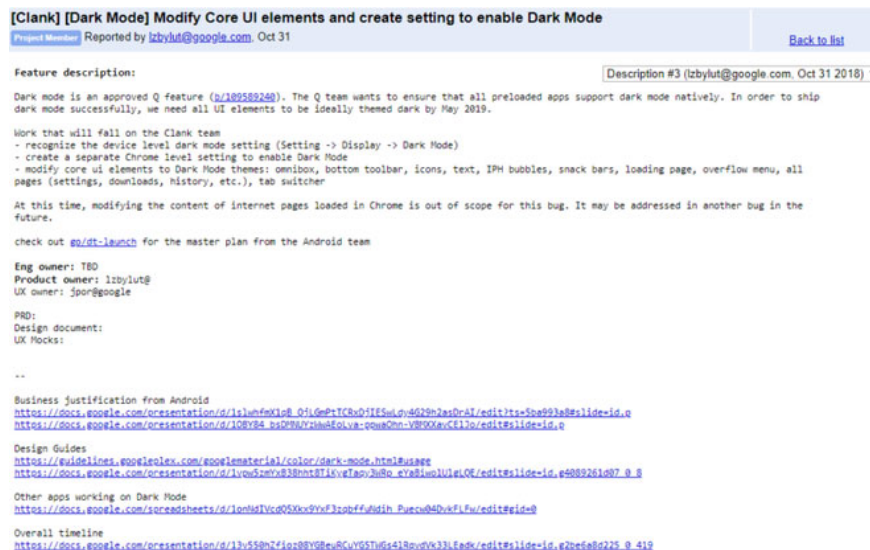 [Clank] [Dark Mode] Modify Core UI elements and create setting to enable Dark Mode
Project Member Reported by lzbylut@google.com, Oct 31
Back to list
Feature description:
Description #3 (lzbylut@google.com, Oct 31 2018)
Dark mode is an approved Q feature (b/109589240). The Q team wants to ensure that all preloaded apps support dark mode natively. In order to ship
dark mode successfully, we need all UI elements to be ideally themed dark by May 2019.
Work that will fall on the Clank team
- recognize the device level dark mode setting (Setting -> Display -> Dark Mode)
- create a separate Chrome level setting to enable Dark Mode
- modify core ui elements to Dark Mode themes: omnibox, bottom toolbar, icons, text, IPH bubbles, snack bars, loading page, overflow menu, all
pages (settings, downloads, history, etc.), tab switcher
At this time, modifying the content of internet pages loaded in Chrome is out of scope for this bug. It may be addressed in another bug in the
future.
check out go/dt-launch for the master plan from the Android team
Eng owner: TBD
Product owner: lzbylut@
UX owner: jpor@google
PRD:
Design document:
UX Mocks:
--
Business justification from Android
Design Guides
https://guidelines.googleplex.com/googlematerial/color/dark-mode.html#usage
Other apps working on Dark Mode
Overall timeline